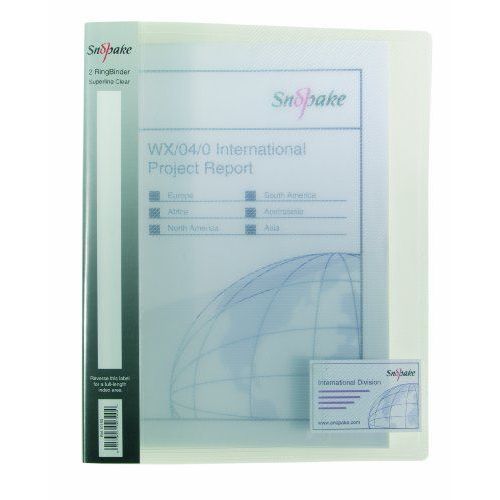 Snopake
2 RingBinder
Superline Clear
Reverse this label
for a full-length
index area.
Snopake
WX/04/0 International
Project Report
Europe
South America
Africa
Australasia
North America
Asia
Snopake
International Division
www.snopake.com